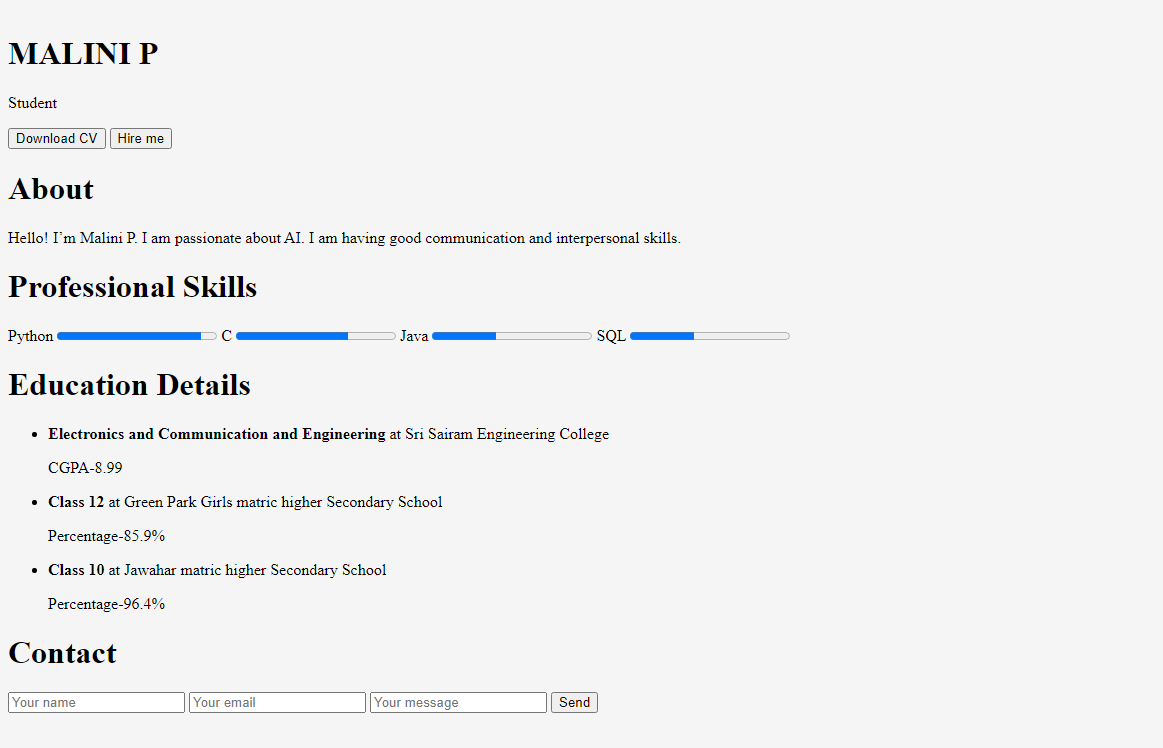 MALINI P
Student
Download CV Hire me
About
Hello! I’m Malini P. I am passionate about AI. I am having good communication and interpersonal skills.
Professional Skills
Python C Java SQL
Education Details
Electronics and Communication and Engineering at Sri Sairam Engineering College
CGPA-8.99
Class 12 at Green Park Girls matric higher Secondary School
Percentage-85.9%
Class 10 at Jawahar matric higher Secondary School
Percentage-96.4%
Contact
Your name Your email Your message Send